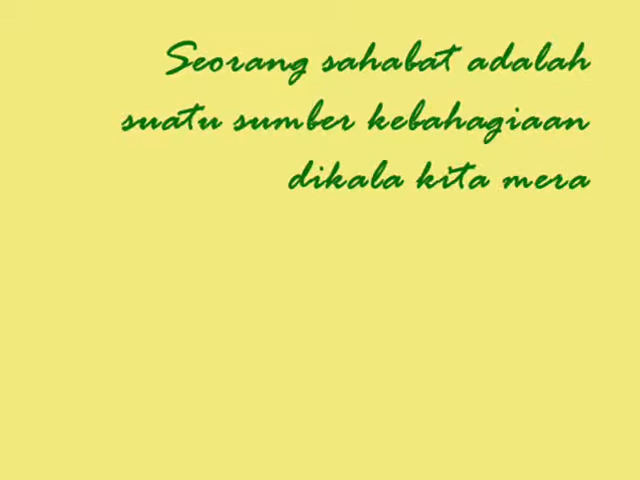 Seorang sahabat adalah
suatu sumber kebahagiaan
dikala kita mera